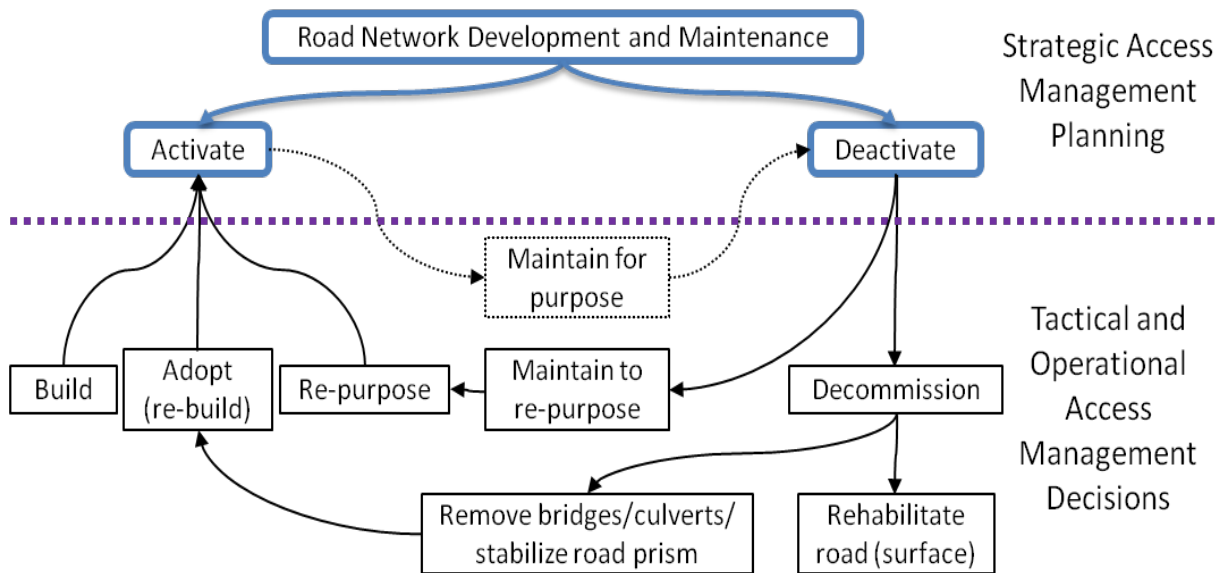 Road Network Development and Maintenance
Strategic Access
Management
Planning
Activate
Deactivate
Maintain for
purpose
Build
Adopt
(re-build)
Re-purpose
Maintain to
re-purpose
Decommission
Tactical and
Operational
Access
Management
Decisions
Remove bridges/culverts/
stabilize road prism
Rehabilitate
road (surface)